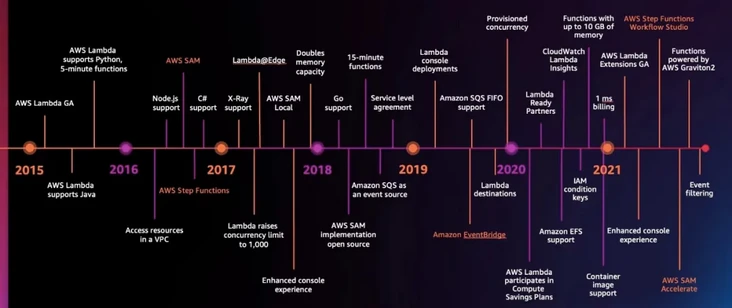 AWS Lambda GA
AWS Lambda
supports Python,
5-minute functions
AWS SAM
Node.js
support
C#
support
X-Ray
support
Lambda@Edge
AWS SAM
Local
Doubles
memory
capacity
Go
support
15-minute
functions
Service level
agreement
Lambda
console
deployments
Amazon SQS FIFO
support
Provisioned
concurrency
Lambda
Ready
Partners
CloudWatch
Lambda
Insights
Functions with
up to 10 GB of
memory
1 ms
billing
AWS Lambda
Extensions GA
AWS Step Functions
Workflow Studio
Functions
powered by
AWS Graviton2
2015
2016
2017
2018
2019
2020
2021
AWS Lambda
supports Java
Access resources
in a VPC
AWS Step Functions
Lambda raises
concurrency limit
to 1,000
Enhanced console
experience
AWS SAM
implementation
open source
Amazon SQS as
an event source
Amazon EventBridge
Lambda
destinations
AWS Lambda
participates in
Compute
Savings Plans
Amazon EFS
support
IAM
condition
keys
Container
image
support
Enhanced console
experience
AWS SAM
Accelerate
Event
filtering